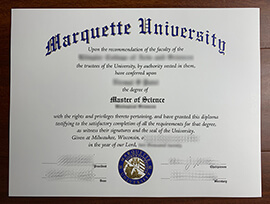 Marquette University
Upon the recommendation of the faculty of the
the trustees of the University, by authority vested in them,
have conferred upon
the degree of
Master of Science
with the rights and privileges thereto pertaining, and have granted this diploma
testifying to the satisfactory completion of all the requirements for that degree,
as witness their signatures and the seal of the University.
Given at Milwaukee, Wisconsin,
in the year of our Lord,
President
Secretary